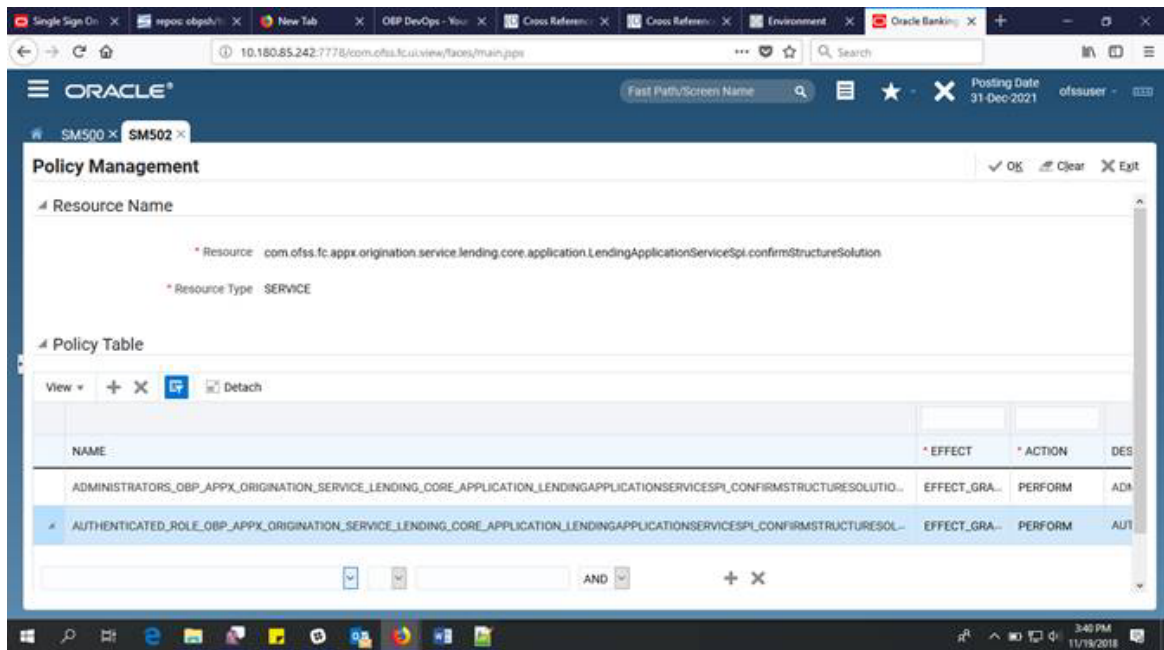 Single Sign On
repos: obpsh/
New Tab
OBP DevOps - Your
Cross Reference
Cross Reference
Environment
Oracle Banking
10.180.85.242:7778/com.ofss.fc.ui.view/faces/main.jspx
Search
ORACLE
Fast Path/Screen Name
Posting Date
31-Dec-2021
ofssuser
SM500
SM502
Policy Management
OK
Clear
Exit
Resource Name
* Resource com.ofss.fc.appx.origination.service.lending.core.application.LendingApplicationServiceSpi.confirmStructureSolution
* Resource Type SERVICE
Policy Table
View
Detach
NAME * EFFECT * ACTION DES
ADMINISTRATORS_OBP_APPX_ORIGINATION_SERVICE_LENDING_CORE_APPLICATION_LENDINGAPPLICATIONSERVICESPI_CONFIRMSTRUCTURESOLUTIO... EFFECT_GRA... PERFORM ADM
AUTHENTICATED_ROLE_OBP_APPX_ORIGINATION_SERVICE_LENDING_CORE_APPLICATION_LENDINGAPPLICATIONSERVICESPI_CONFIRMSTRUCTURESOL... EFFECT_GRA... PERFORM AUT
AND
3:40 PM
11/19/2018